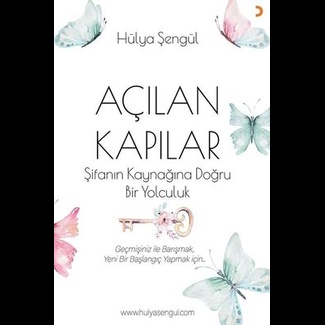 Hülya Şengül
AÇILAN
KAPILAR
Şifanın Kaynağına Doğru
Bir Yolculuk
Geçmişiniz ile Barışmak,
Yeni Bir Başlangıç Yapmak için..
www.hulyasengul.com